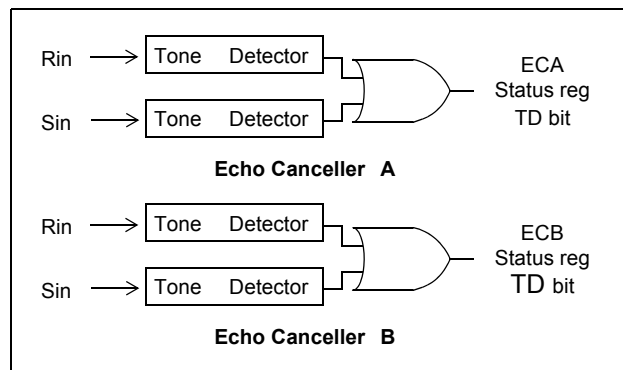 Rin
Tone Detector
Sin
Tone Detector
ECA
Status reg
TD bit
Echo Canceller A
Rin
Tone Detector
Sin
Tone Detector
ECB
Status reg
TD bit
Echo Canceller B